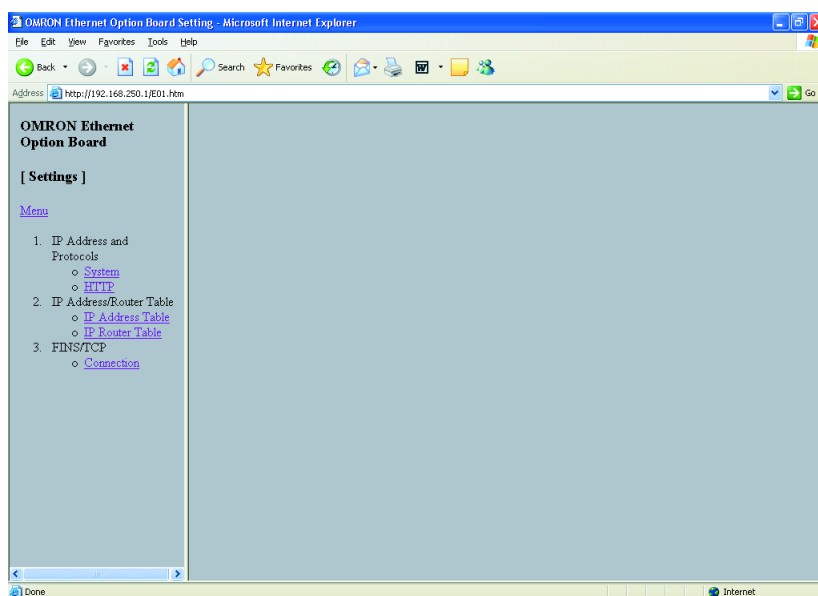 OMRON Ethernet Option Board Setting - Microsoft Internet Explorer
File Edit View Favorites Tools Help
Back Search Favorites
Address http://192.168.250.1/E01.htm Go
OMRON Ethernet
Option Board
[ Settings ]
Menu
1. IP Address and
Protocols
System
HTTP
2. IP Address/Router Table
IP Address Table
IP Router Table
3. FINS/TCP
Connection
Done Internet